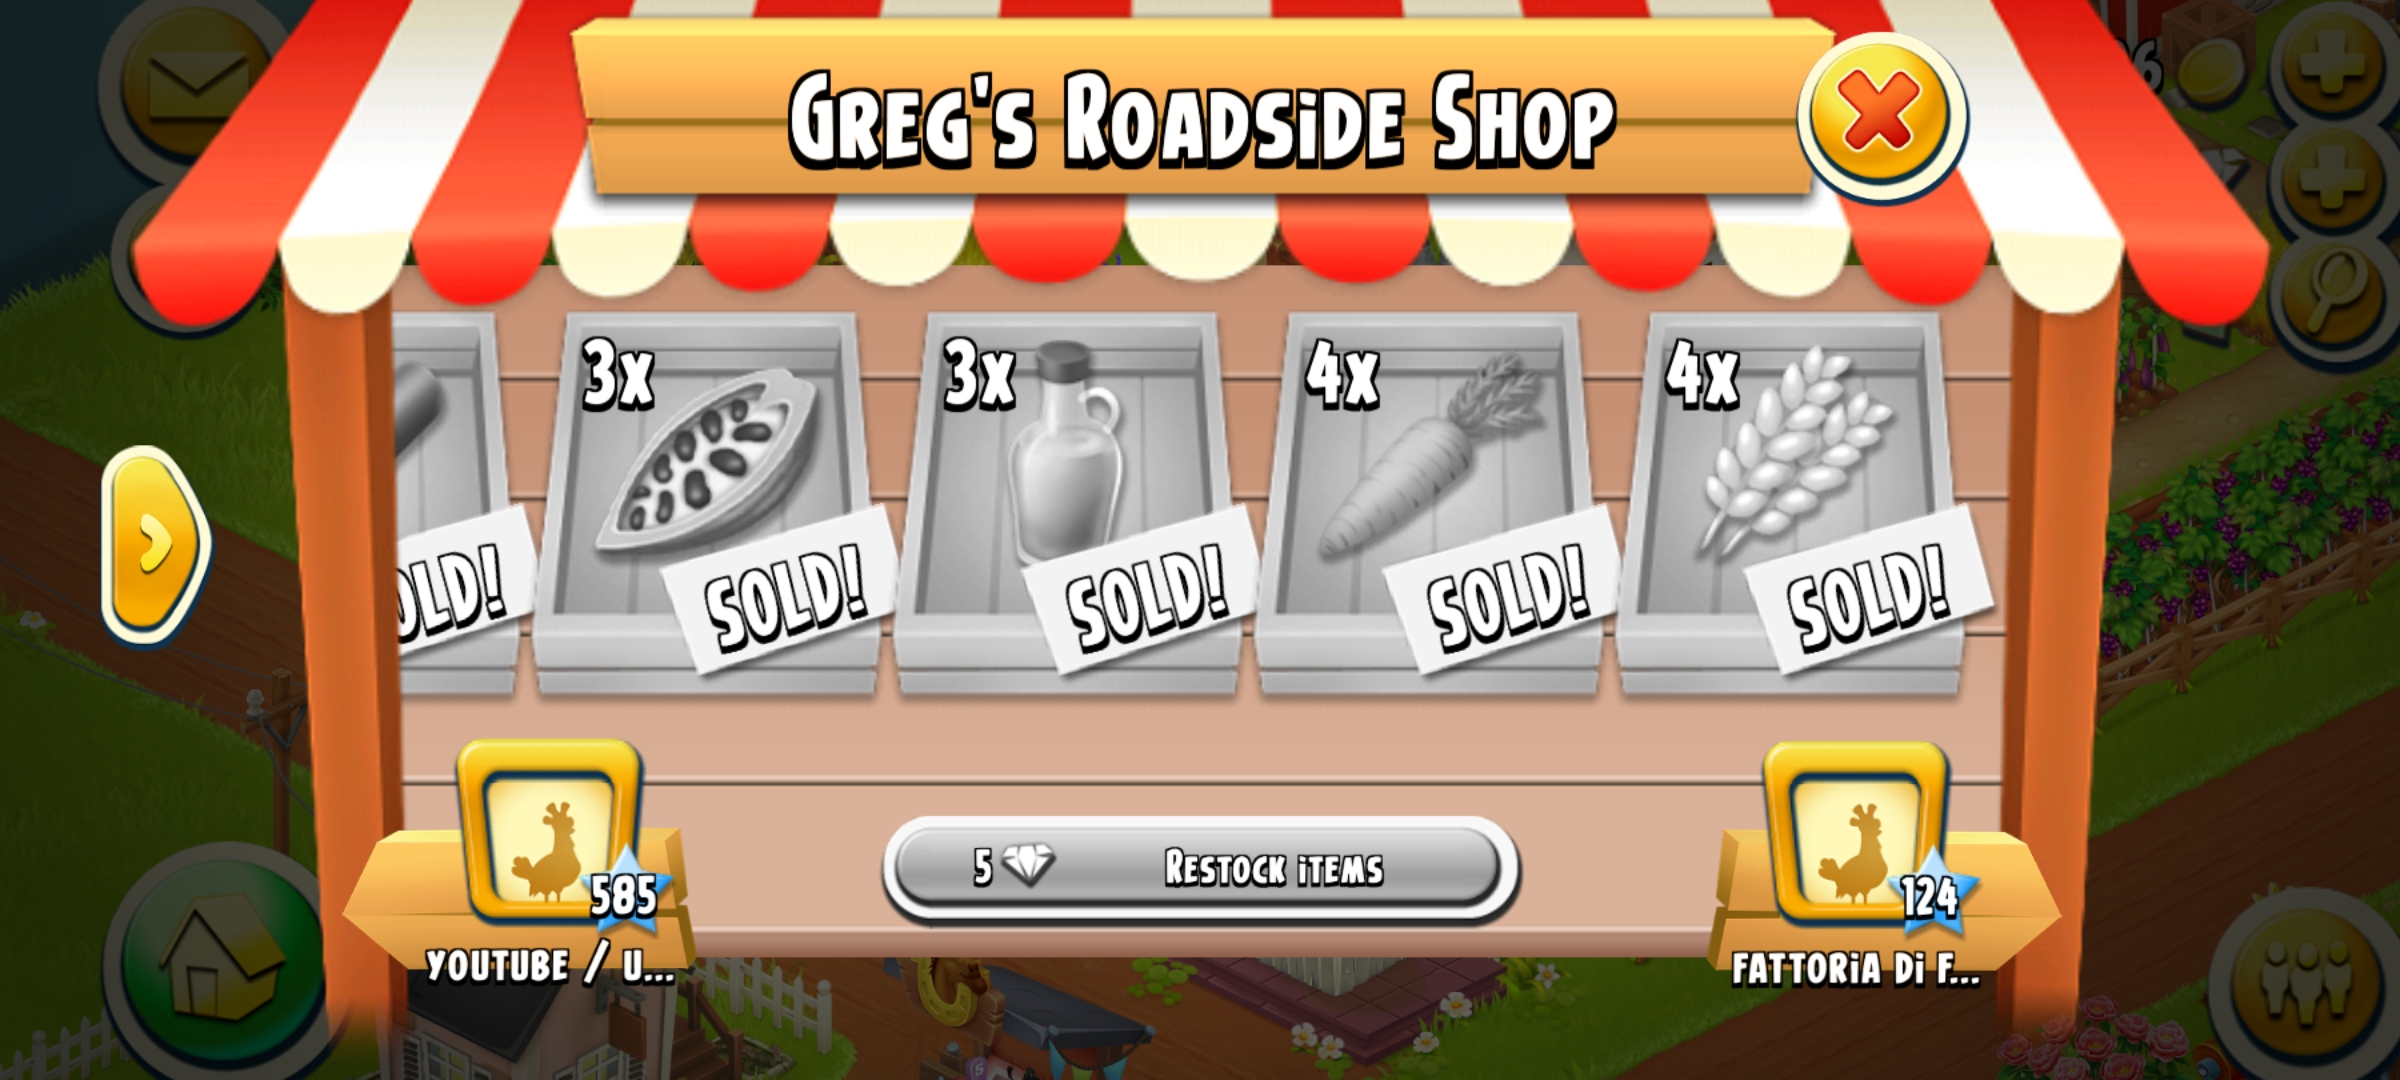 GREG'S ROADSIDE SHOP
3X
3X
4X
4X
OLD!
SOLD!
SOLD!
SOLD!
SOLD!
585
5
RESTOCK ITEMS
124
YOUTUBE / U...
FATTORIA DI F...